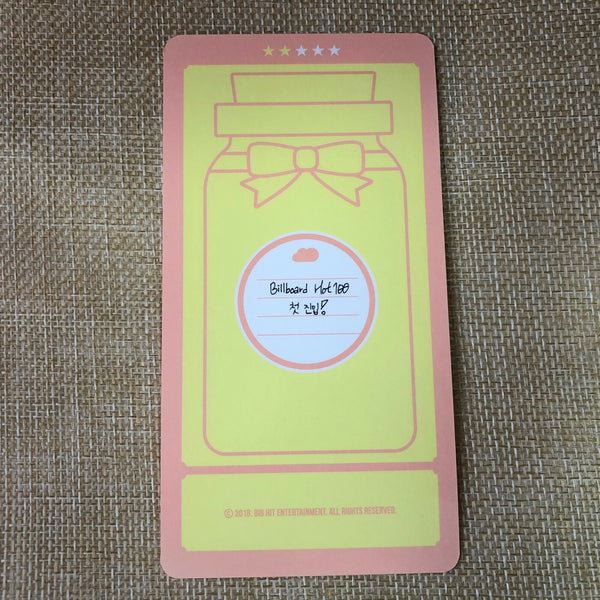 Billboard Hot 100
첫 진입!
© 2018. BIG HIT ENTERTAINMENT. ALL RIGHTS RESERVED.